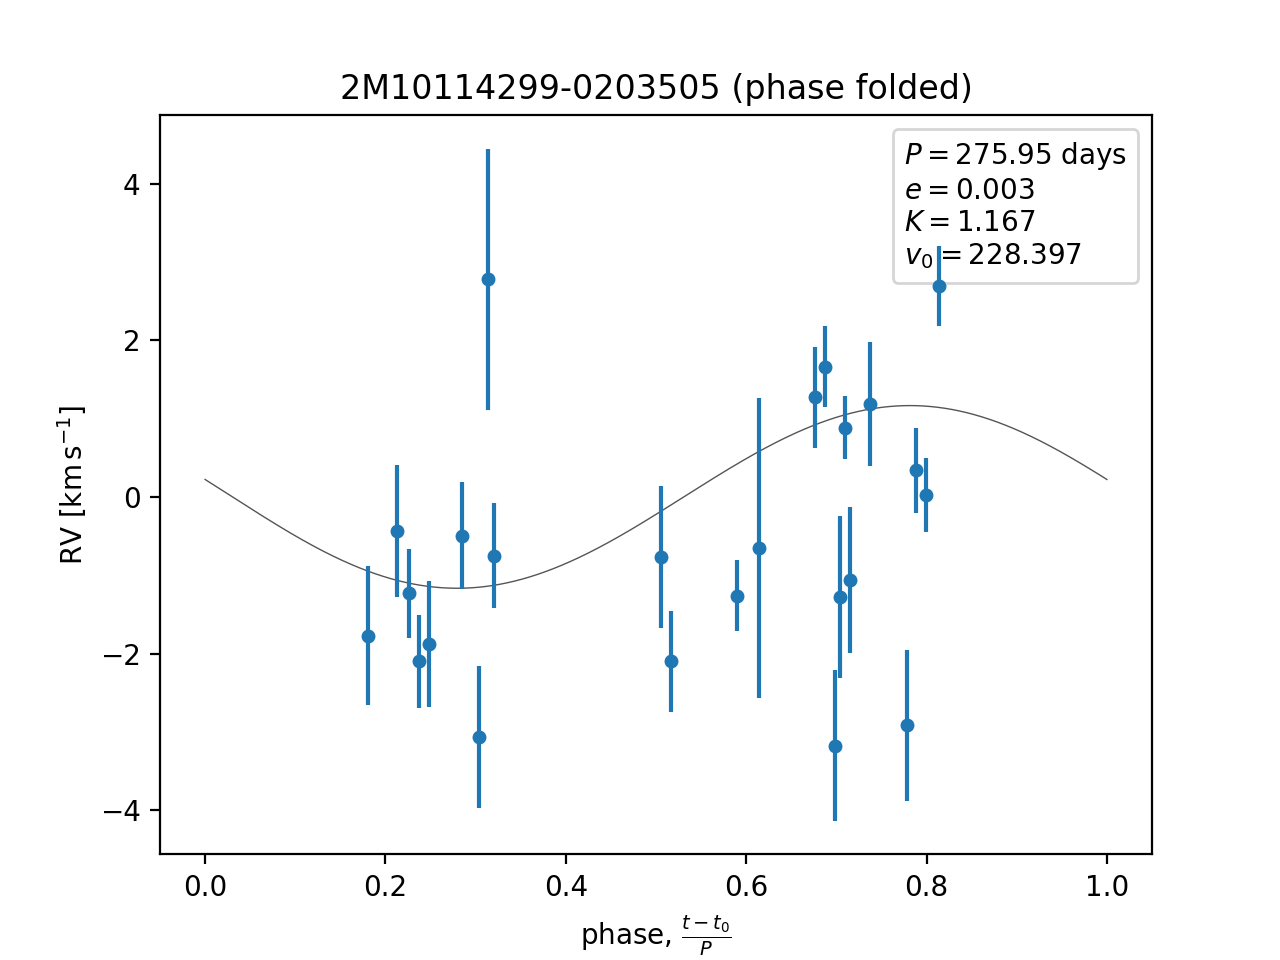 2M10114299-0203505 (phase folded)
P = 275.95 days
e = 0.003
K = 1.167
v₀ = 228.397
RV [km s⁻¹]
4
2
0
−2
−4
0.0 0.2 0.4 0.6 0.8 1.0
phase, (t − t₀)/P